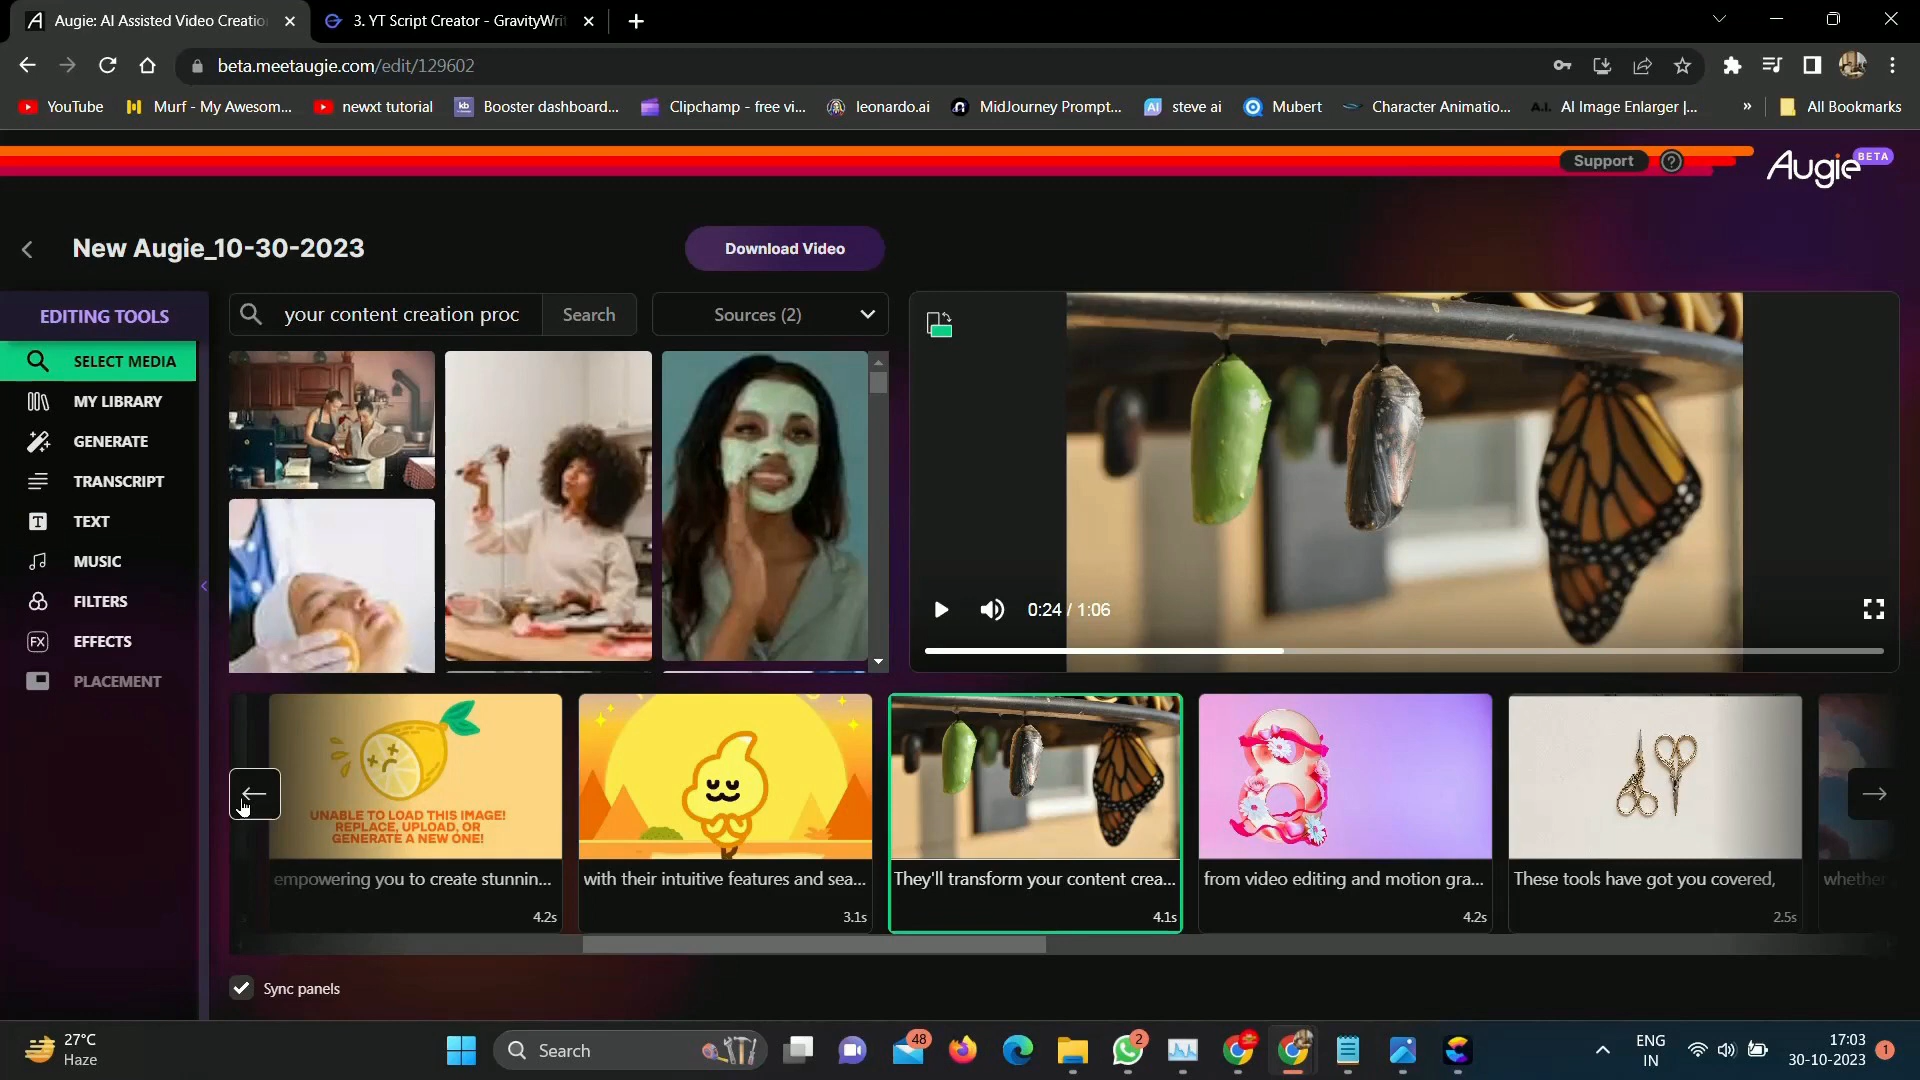 Augie: AI Assisted Video Creatio
3. YT Script Creator - GravityWrit
beta.meetaugie.com/edit/129602
YouTube
Murf - My Awesom...
newxt tutorial
kb
Booster dashboard...
Clipchamp - free vi...
leonardo.ai
MidJourney Prompt...
AI
steve ai
Mubert
Character Animatio...
A.I.
AI Image Enlarger |...
»
All Bookmarks
Support
?
Augie
BETA
New Augie_10-30-2023
Download Video
EDITING TOOLS
your content creation proc
Search
Sources (2)
SELECT MEDIA
MY LIBRARY
GENERATE
TRANSCRIPT
T
TEXT
MUSIC
FILTERS
FX
EFFECTS
PLACEMENT
0:24 / 1:06
UNABLE TO LOAD THIS IMAGE!
REPLACE, UPLOAD, OR
GENERATE A NEW ONE!
empowering you to create stunnin...
4.2s
with their intuitive features and sea...
3.1s
They'll transform your content crea...
4.1s
from video editing and motion gra...
4.2s
These tools have got you covered,
2.5s
whether
Sync panels
27°C
Haze
Search
48
2
ENG
IN
17:03
30-10-2023
1